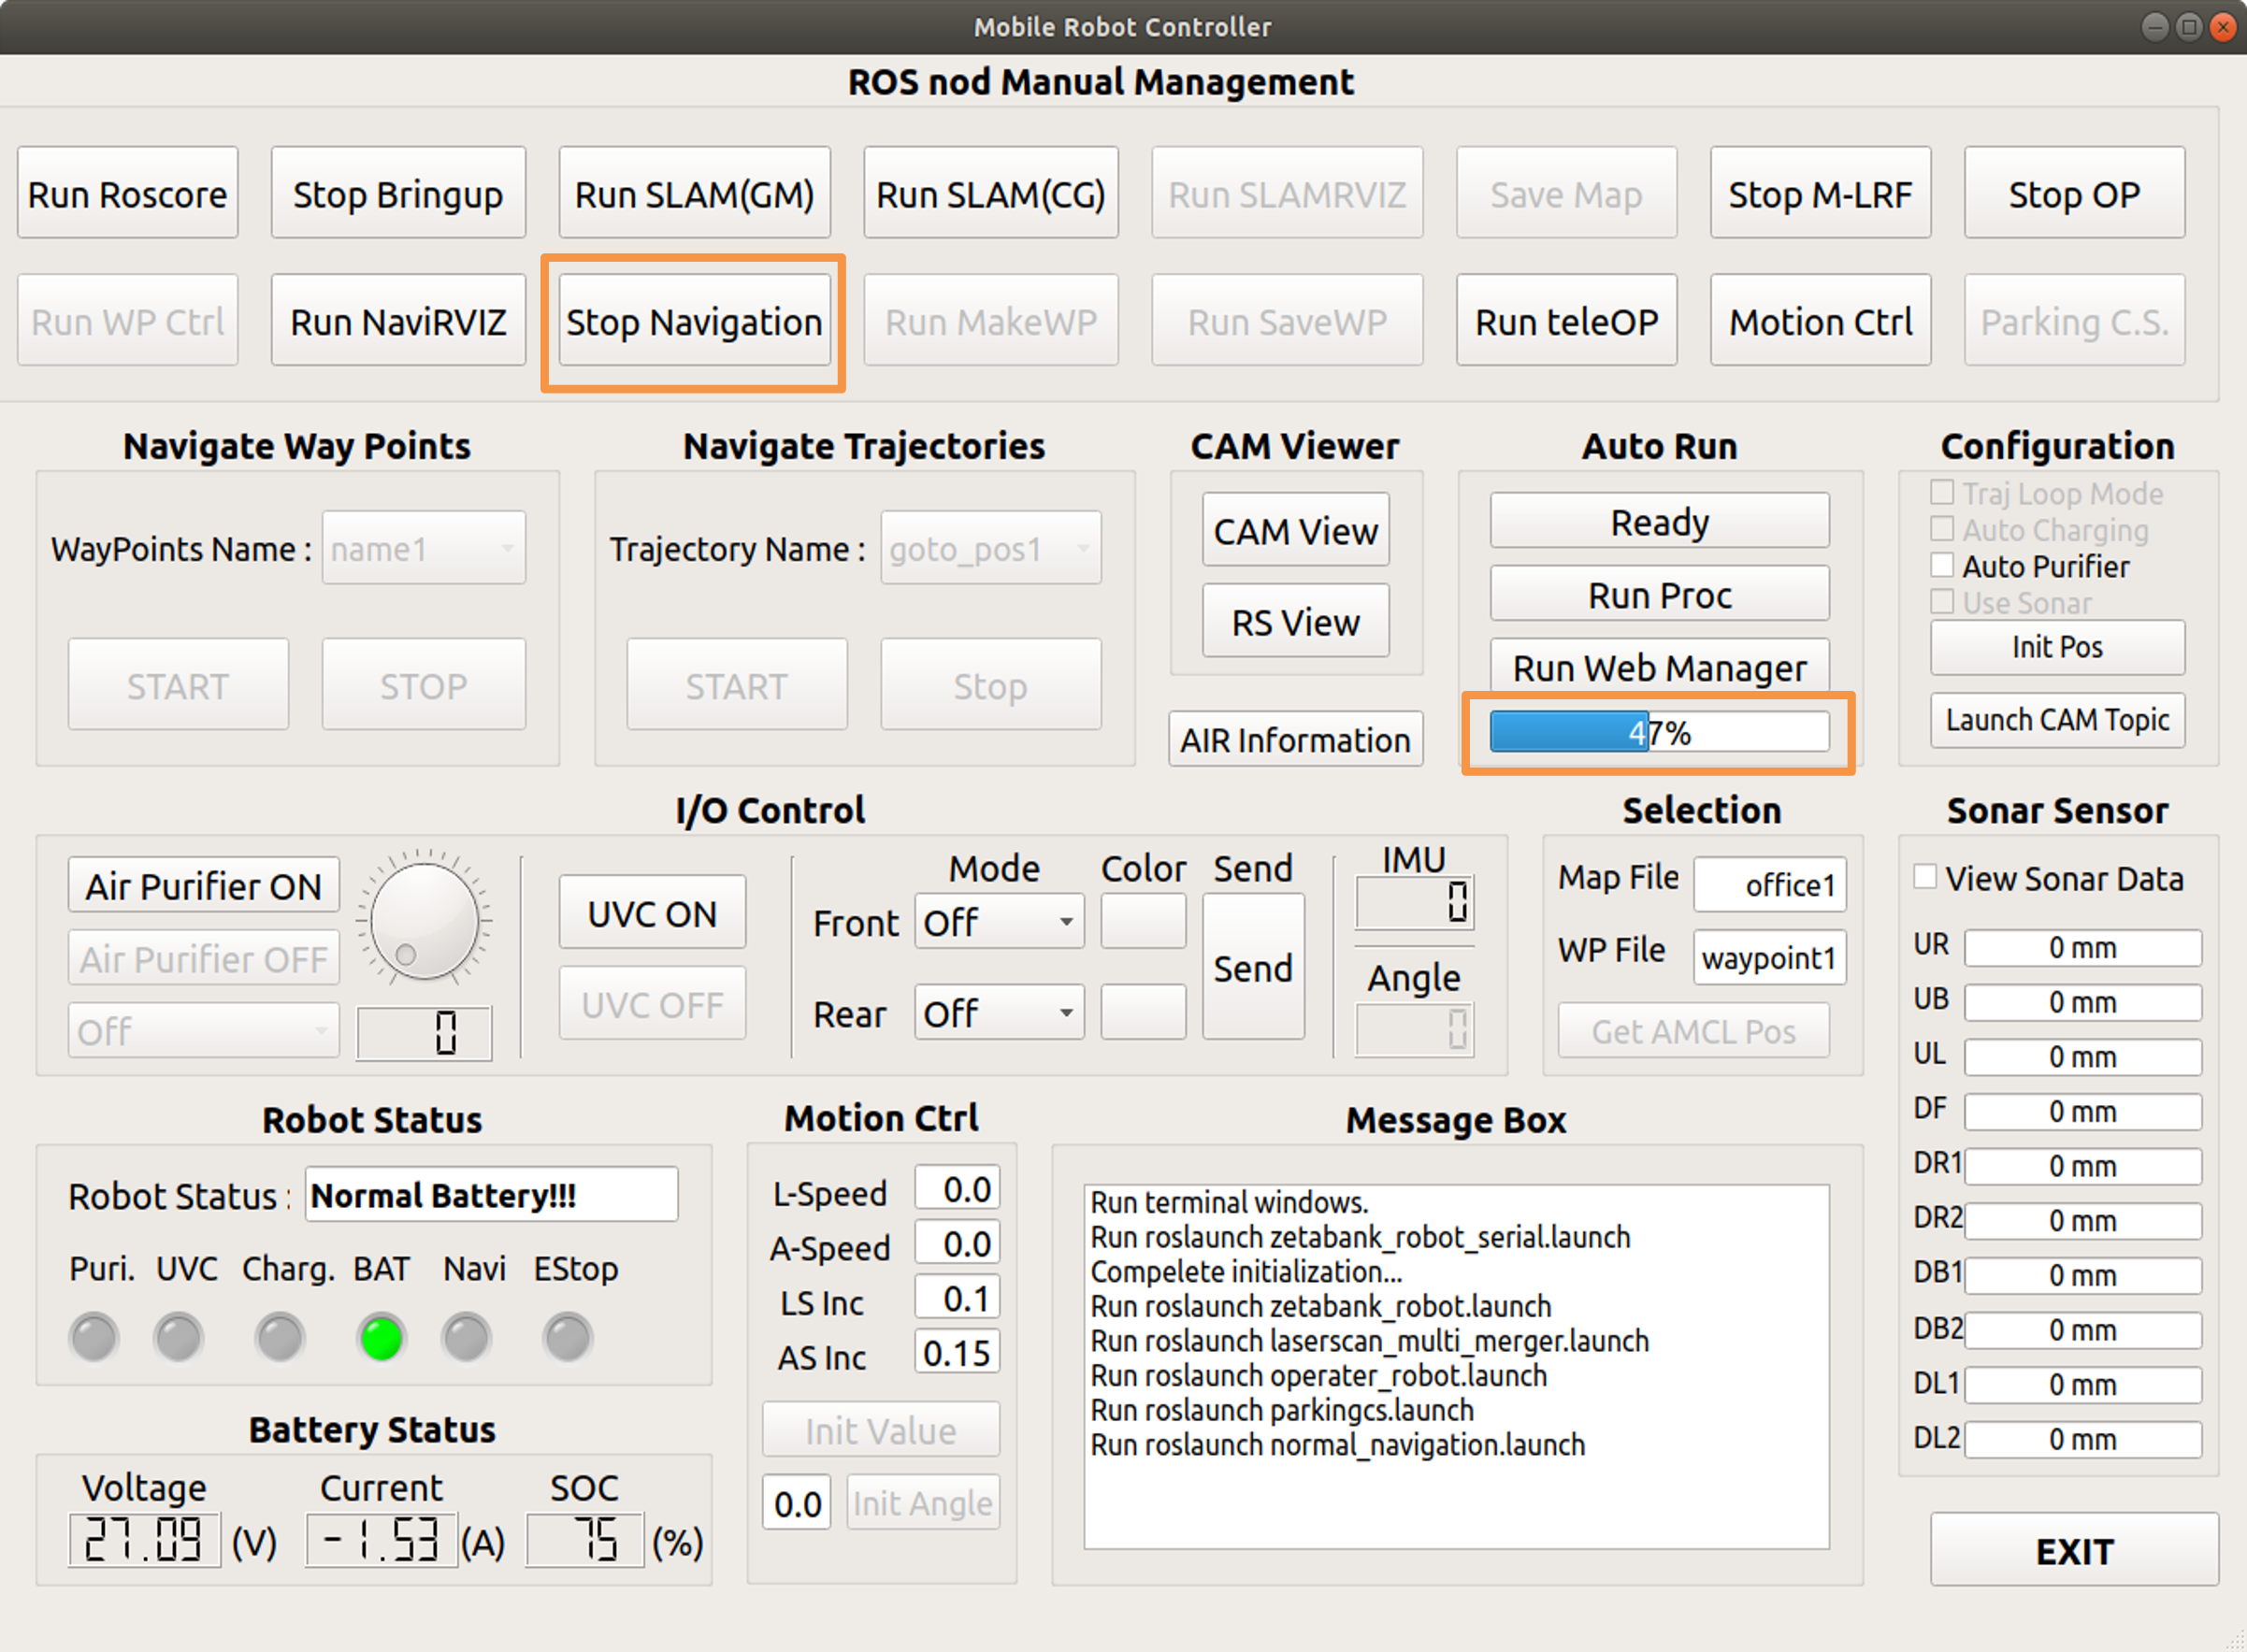 Mobile Robot Controller
ROS nod Manual Management
Run Roscore Stop Bringup Run SLAM(GM) Run SLAM(CG) Run SLAMRVIZ Save Map Stop M-LRF Stop OP
Run WP Ctrl Run NaviRVIZ Stop Navigation Run MakeWP Run SaveWP Run teleOP Motion Ctrl Parking C.S.
Navigate Way Points
WayPoints Name : name1
START STOP
Navigate Trajectories
Trajectory Name : goto_pos1
START Stop
CAM Viewer
CAM View
RS View
AIR Information
Auto Run
Ready
Run Proc
Run Web Manager
47%
Configuration
Traj Loop Mode
Auto Charging
Auto Purifier
Use Sonar
Init Pos
Launch CAM Topic
I/O Control
Air Purifier ON
Air Purifier OFF
Off 0
UVC ON
UVC OFF
Mode Color Send
Front Off
Send
Rear Off
IMU
0
Angle
0
Selection
Map File office1
WP File waypoint1
Get AMCL Pos
Sonar Sensor
View Sonar Data
UR 0 mm
UB 0 mm
UL 0 mm
DF 0 mm
DR1 0 mm
DR2 0 mm
DB1 0 mm
DB2 0 mm
DL1 0 mm
DL2 0 mm
Robot Status
Robot Status : Normal Battery!!!
Puri. UVC Charg. BAT Navi EStop
Battery Status
Voltage Current SOC
27.09 (V) -1.53 (A) 75 (%)
Motion Ctrl
L-Speed 0.0
A-Speed 0.0
LS Inc 0.1
AS Inc 0.15
Init Value
0.0 Init Angle
Message Box
Run terminal windows.
Run roslaunch zetabank_robot_serial.launch
Compelete initialization...
Run roslaunch zetabank_robot.launch
Run roslaunch laserscan_multi_merger.launch
Run roslaunch operater_robot.launch
Run roslaunch parkingcs.launch
Run roslaunch normal_navigation.launch
EXIT